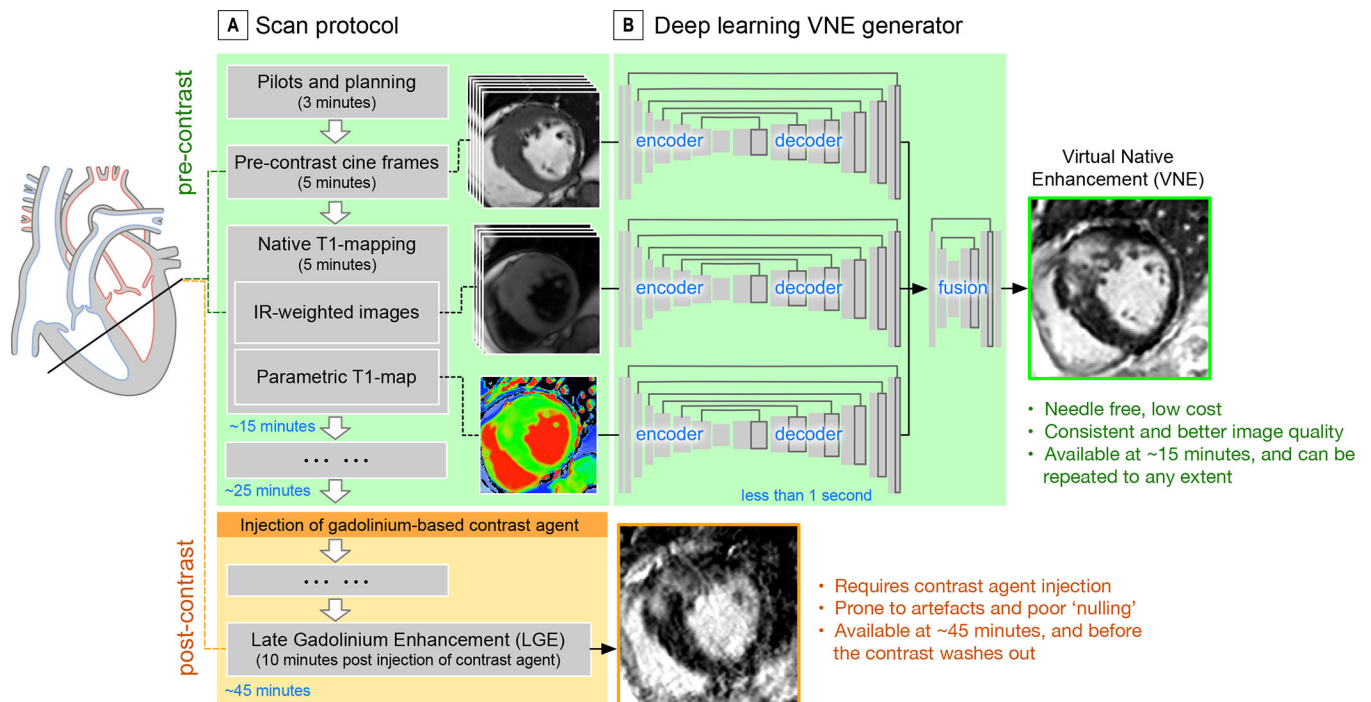 A Scan protocol
B Deep learning VNE generator
pre-contrast
Pilots and planning
(3 minutes)
Pre-contrast cine frames
(5 minutes)
Native T1-mapping
(5 minutes)
IR-weighted images
Parametric T1-map
~15 minutes
... ...
~25 minutes
encoder
decoder
encoder
decoder
encoder
decoder
less than 1 second
fusion
Virtual Native
Enhancement (VNE)
• Needle free, low cost
• Consistent and better image quality
• Available at ~15 minutes, and can be
repeated to any extent
post-contrast
Injection of gadolinium-based contrast agent
... ...
Late Gadolinium Enhancement (LGE)
(10 minutes post injection of contrast agent)
~45 minutes
• Requires contrast agent injection
• Prone to artefacts and poor ‘nulling’
• Available at ~45 minutes, and before
the contrast washes out